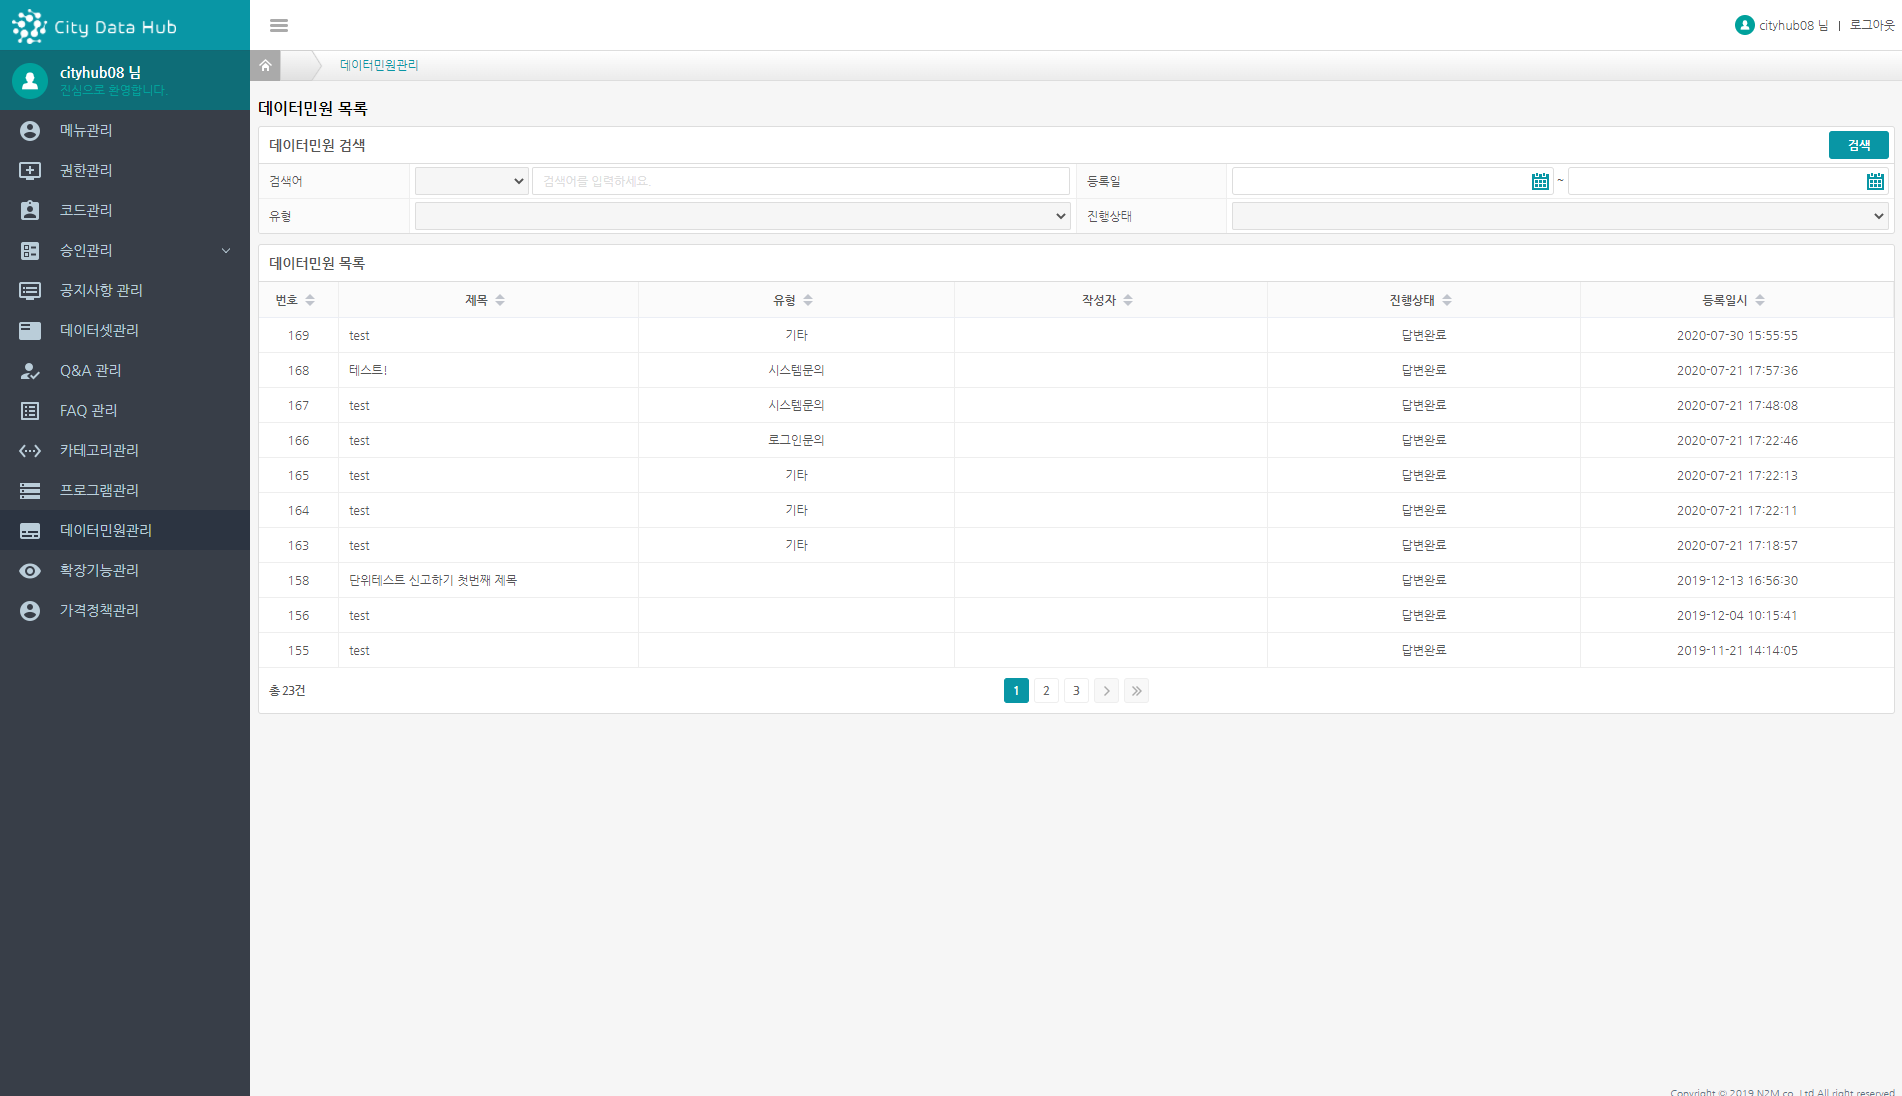 City Data Hub
cityhub08 님 | 로그아웃
cityhub08 님
진심으로 환영합니다.
메뉴관리
권한관리
코드관리
승인관리
공지사항 관리
데이터셋관리
Q&A 관리
FAQ 관리
카테고리관리
프로그램관리
데이터민원관리
확장기능관리
가격정책관리
데이터민원관리
데이터민원 목록
데이터민원 검색 검색
검색어 검색어를 입력하세요. 등록일 ~
유형 진행상태
데이터민원 목록
번호 제목 유형 작성자 진행상태 등록일시
169 test 기타 답변완료 2020-07-30 15:55:55
168 테스트! 시스템문의 답변완료 2020-07-21 17:57:36
167 test 시스템문의 답변완료 2020-07-21 17:48:08
166 test 로그인문의 답변완료 2020-07-21 17:22:46
165 test 기타 답변완료 2020-07-21 17:22:13
164 test 기타 답변완료 2020-07-21 17:22:11
163 test 기타 답변완료 2020-07-21 17:18:57
158 단위테스트 신고하기 첫번째 제목 답변완료 2019-12-13 16:56:30
156 test 답변완료 2019-12-04 10:15:41
155 test 답변완료 2019-11-21 14:14:05
총 23건 1 2 3
Copyright © 2019 N2M co. Ltd All right reserved